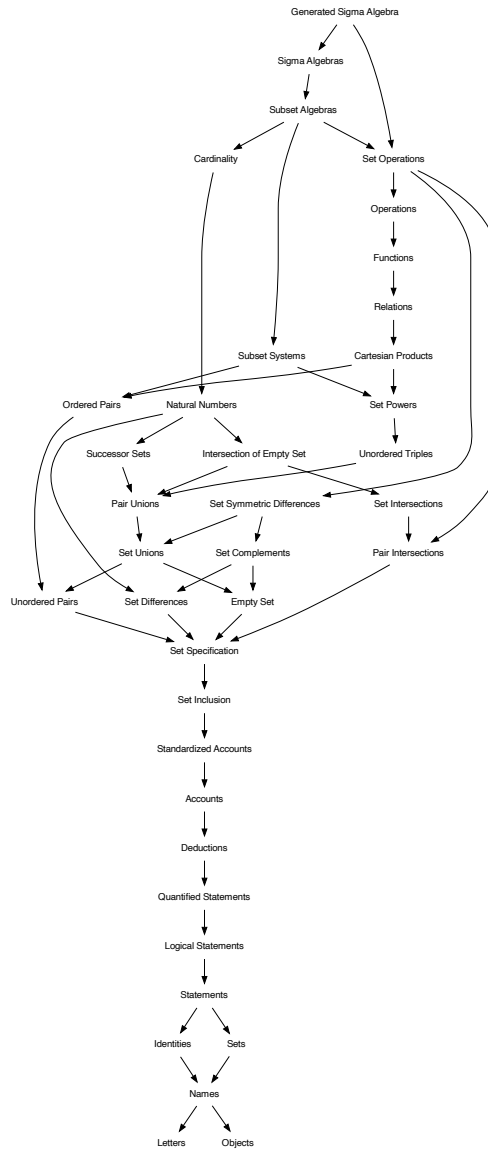 Generated Sigma Algebra
Sigma Algebras
Subset Algebras
Cardinality
Set Operations
Operations
Functions
Relations
Subset Systems
Cartesian Products
Ordered Pairs
Natural Numbers
Set Powers
Successor Sets
Intersection of Empty Set
Unordered Triples
Pair Unions
Set Symmetric Differences
Set Intersections
Set Unions
Set Complements
Pair Intersections
Unordered Pairs
Set Differences
Empty Set
Set Specification
Set Inclusion
Standardized Accounts
Accounts
Deductions
Quantified Statements
Logical Statements
Statements
Identities
Sets
Names
Letters
Objects